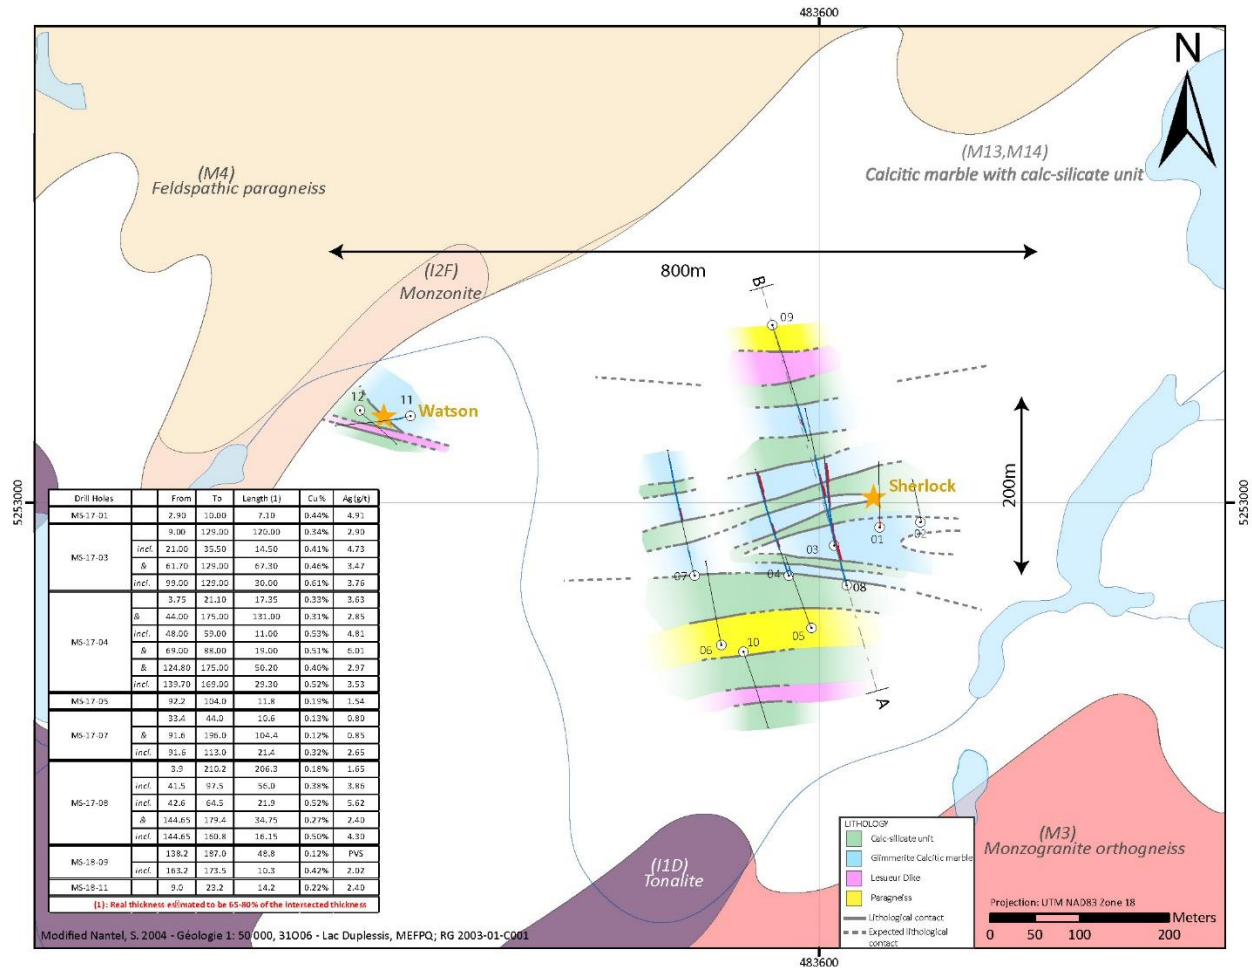 483600
N
(M4)
Feldspathic paragneiss
(M13,M14)
Calcitic marble with calc-silicate unit
800m
(I2F)
Monzonite
B
09
12
11
Watson
Sherlock
200m
5253000
5253000
01
02
03
04
07
08
05
06
10
A
Drill Holes From To Length (1) Cu % Ag (g/t)
MS-17-01 2.90 10.00 7.10 0.44% 4.91
MS-17-03 9.00 129.00 120.00 0.34% 2.90
incl. 21.00 35.50 14.50 0.41% 4.73
& 61.70 129.00 67.30 0.46% 3.47
incl. 99.00 129.00 30.00 0.61% 3.76
MS-17-04 3.75 21.10 17.35 0.33% 3.63
& 44.00 175.00 131.00 0.31% 2.85
incl. 48.00 59.00 11.00 0.53% 4.81
& 69.00 88.00 19.00 0.51% 6.01
& 124.80 175.00 50.20 0.40% 2.97
incl. 139.70 169.00 29.30 0.52% 3.53
MS-17-05 92.2 104.0 11.8 0.19% 1.54
MS-17-07 33.4 44.0 10.6 0.13% 0.80
& 91.6 196.0 104.4 0.12% 0.85
incl. 91.6 113.0 21.4 0.32% 2.65
MS-17-08 3.9 210.2 206.3 0.18% 1.65
incl. 41.5 97.5 56.0 0.38% 3.86
incl. 42.6 64.5 21.9 0.52% 5.62
& 144.65 179.4 34.75 0.27% 2.40
incl. 144.65 160.8 16.15 0.50% 4.30
MS-18-09 138.2 187.0 48.8 0.12% PVS
incl. 163.2 173.5 10.3 0.42% 2.02
MS-18-11 9.0 23.2 14.2 0.22% 2.40
(1): Real thickness estimated to be 65-80% of the intersected thickness
(I1D)
Tonalite
LITHOLOGY
Calc-silicate unit
Glimmerite Calcitic marble
Lesueur Dike
Paragneiss
Lithological contact
Expected lithological
contact
(M3)
Monzogranite orthogneiss
Projection: UTM NAD83 Zone 18
Meters
0 50 100 200
Modified Nantel, S. 2004 - Géologie 1: 50 000, 31O06 - Lac Duplessis, MEFPQ; RG 2003-01-C001
483600